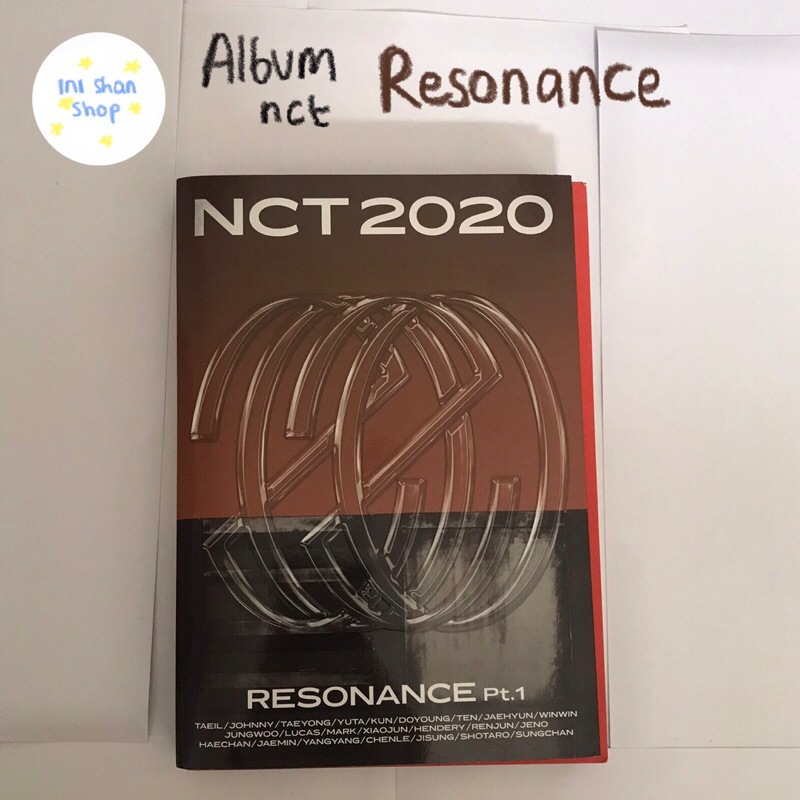 Ini Shan
Shop
Album
nct
Resonance
NCT 2020
RESONANCE Pt.1
TAEIL/JOHNNY/TAEYONG/YUTA/KUN/DOYOUNG/TEN/JAEHYUN/WINWIN
JUNGWOO/LUCAS/MARK/XIAOJUN/HENDERY/RENJUN/JENO
HAECHAN/JAEMIN/YANGYANG/CHENLE/JISUNG/SHOTARO/SUNGCHAN